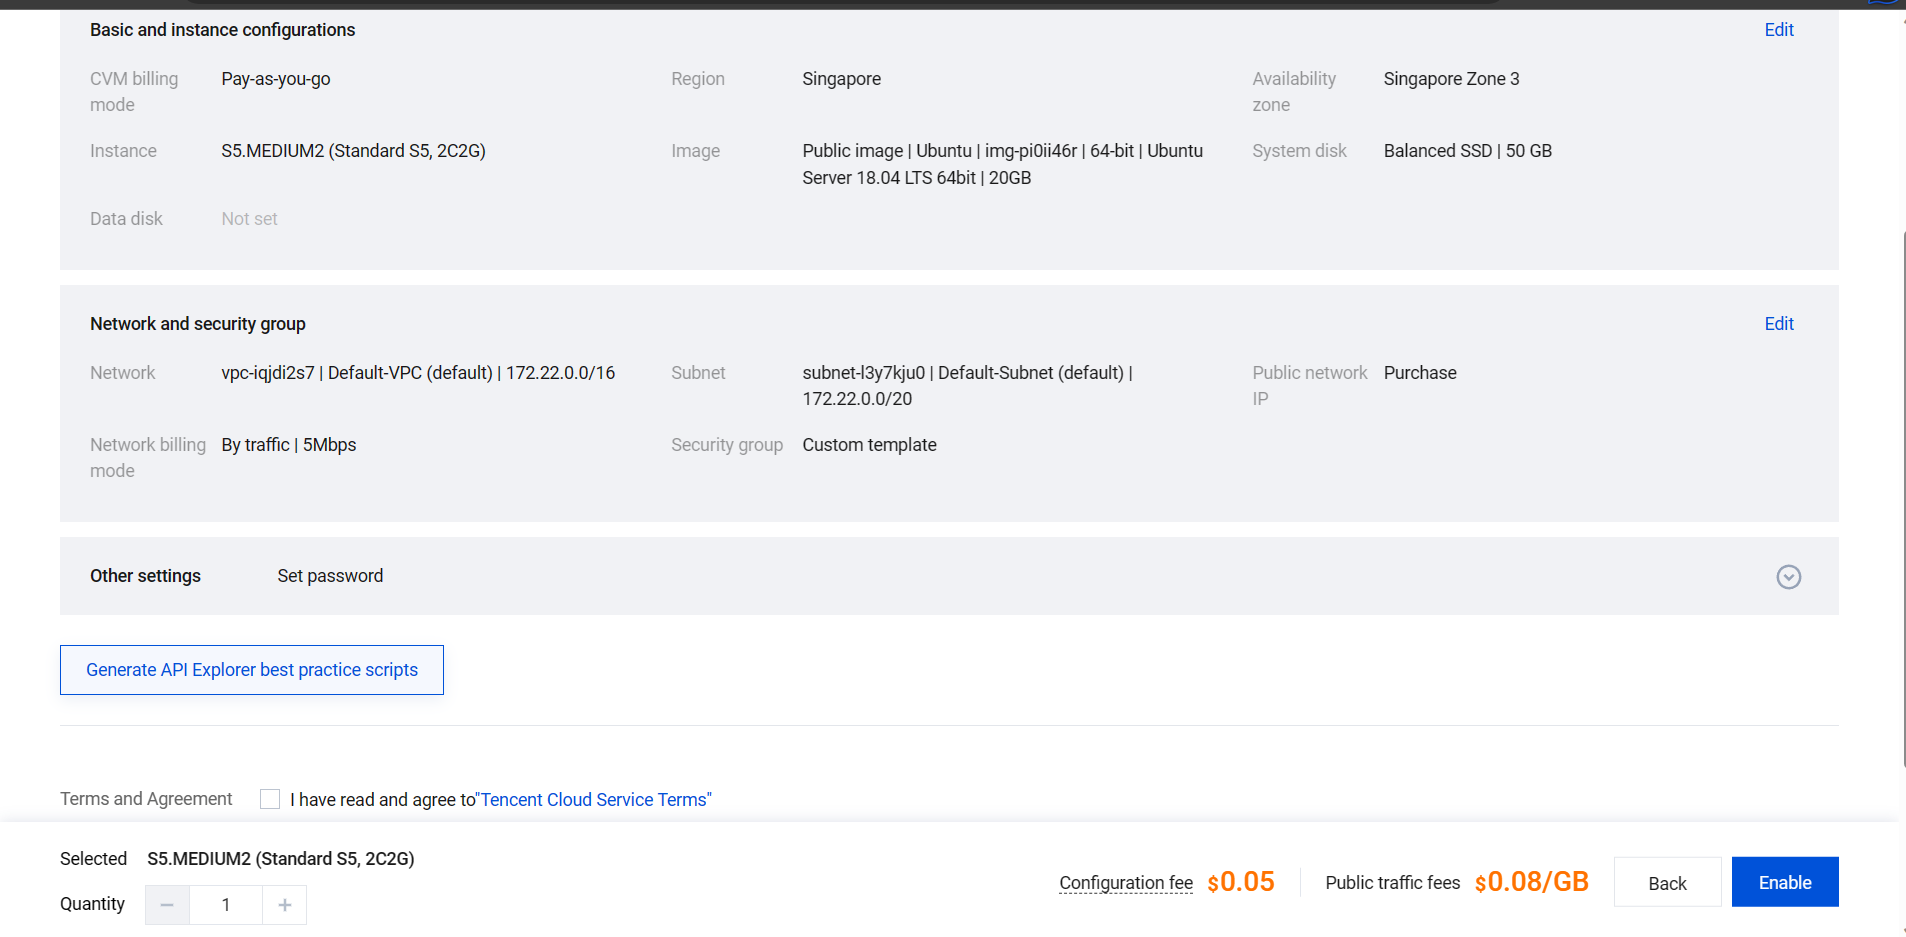 Basic and instance configurations
Edit
CVM billing mode
Pay-as-you-go
Region
Singapore
Availability zone
Singapore Zone 3
Instance
S5.MEDIUM2 (Standard S5, 2C2G)
Image
Public image | Ubuntu | img-pi0ii46r | 64-bit | Ubuntu
Server 18.04 LTS 64bit | 20GB
System disk
Balanced SSD | 50 GB
Data disk
Not set
Network and security group
Edit
Network
vpc-iqjdi2s7 | Default-VPC (default) | 172.22.0.0/16
Subnet
subnet-l3y7kju0 | Default-Subnet (default) |
172.22.0.0/20
Public network IP
Purchase
Network billing mode
By traffic | 5Mbps
Security group
Custom template
Other settings
Set password
Generate API Explorer best practice scripts
Terms and Agreement
I have read and agree to"Tencent Cloud Service Terms"
Selected
S5.MEDIUM2 (Standard S5, 2C2G)
Quantity
− 1 +
Configuration fee $0.05
Public traffic fees $0.08/GB
Back
Enable